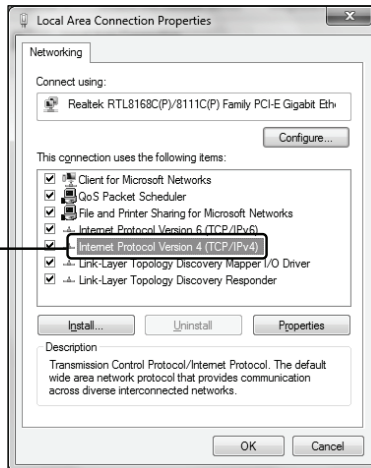 Local Area Connection Properties
Networking
Connect using:
Realtek RTL8168C(P)/8111C(P) Family PCI-E Gigabit Eth
Configure...
This connection uses the following items:
Client for Microsoft Networks
QoS Packet Scheduler
File and Printer Sharing for Microsoft Networks
Internet Protocol Version 6 (TCP/IPv6)
Internet Protocol Version 4 (TCP/IPv4)
Link-Layer Topology Discovery Mapper I/O Driver
Link-Layer Topology Discovery Responder
Install...
Uninstall
Properties
Description
Transmission Control Protocol/Internet Protocol. The default
wide area network protocol that provides communication
across diverse interconnected networks.
OK
Cancel